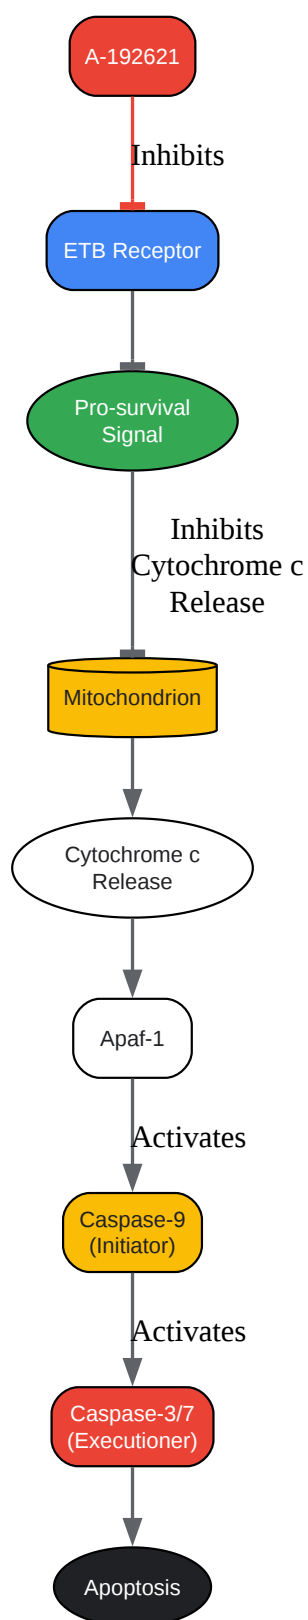 A-192621
Inhibits
ETB Receptor
Pro-survival
Signal
Inhibits
Cytochrome c
Release
Mitochondrion
Cytochrome c
Release
Apaf-1
Activates
Caspase-9
(Initiator)
Activates
Caspase-3/7
(Executioner)
Apoptosis